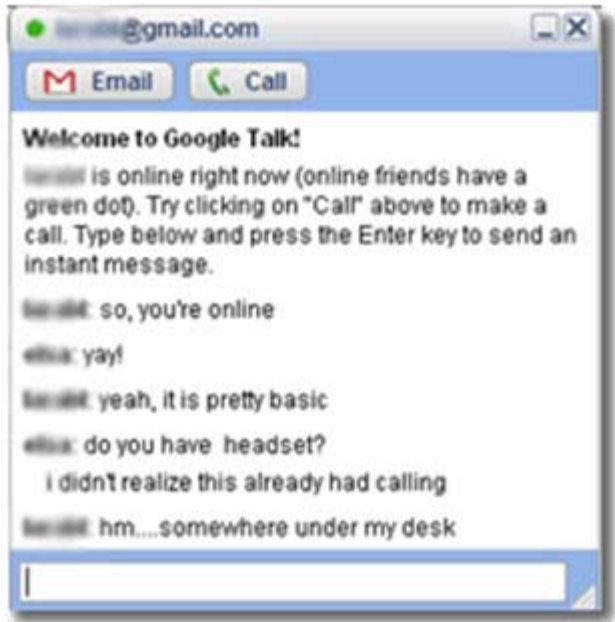 @gmail.com
Email Call
Welcome to Google Talk!
is online right now (online friends have a
green dot). Try clicking on "Call" above to make a
call. Type below and press the Enter key to send an
instant message.
: so, you're online
: yay!
: yeah, it is pretty basic
: do you have headset?
i didn't realize this already had calling
: hm....somewhere under my desk